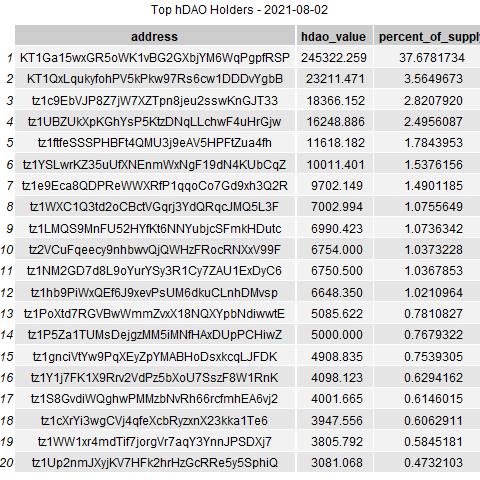 Top hDAO Holders - 2021-08-02
address hdao_value percent_of_supply
1 KT1Ga15wxGR5oWK1vBG2GXbjYM6WqPgpfRSP 245322.259 37.6781734
2 KT1QxLqukyfohPV5kPkw97Rs6cw1DDDvYgbB 23211.471 3.5649673
3 tz1c9EbVJP8Z7jW7XZTpn8jeu2sswKnGJT33 18366.152 2.8207920
4 tz1UBZUkXpKGhYsP5KtzDNqLLchwF4uHrGjw 16248.886 2.4956087
5 tz1ftfeSSSPHBFt4QMU3j9eAV5HPFtZua4fh 11618.182 1.7843953
6 tz1YSLwrKZ35uUfXNEnmWxNgF19dN4KUbCqZ 10011.401 1.5376156
7 tz1e9Eca8QDPReWWXRfP1qqoCo7Gd9xh3Q2R 9702.149 1.4901185
8 tz1WXC1Q3td2oCBctVGqrj3YdQRqcJMQ5L3F 7002.994 1.0755649
9 tz1LMQS9MnFU52HYfKt6NNYubjcSFmkHDutc 6990.423 1.0736342
10 tz2VCuFqeecy9nhbwvQjQWHzFRocRNXxV99F 6754.000 1.0373228
11 tz1NM2GD7d8L9oYurYSy3R1Cy7ZAU1ExDyC6 6750.500 1.0367853
12 tz1hb9PiWxQEf6J9xevPsUM6dkuCLnhDMvsp 6648.350 1.0210964
13 tz1PoXtd7RGVBwWmmZvxX18NQXYpbNdiwwtE 5085.622 0.7810827
14 tz1P5Za1TUMsDejgzMM5iMNfHAxDUpPCHiwZ 5000.000 0.7679322
15 tz1gnciVtYw9PqXEyZpYMABHoDsxkcqLJFDK 4908.835 0.7539305
16 tz1Y1j7FK1X9Rrv2VdPz5bXoU7SszF8W1RnK 4098.123 0.6294162
17 tz1S8GvdiWQghwPMMzbNvRh66rcfmhEA6vj2 4001.665 0.6146015
18 tz1cXrYi3wgCVj4qfeXcbRyzxnX23kka1Te6 3947.556 0.6062911
19 tz1WW1xr4mdTif7jorgVr7aqY3YnnJPSDXj7 3805.792 0.5845181
20 tz1Up2nmJXyjKV7HFk2hrHzGcRRe5y5SphiQ 3081.068 0.4732103